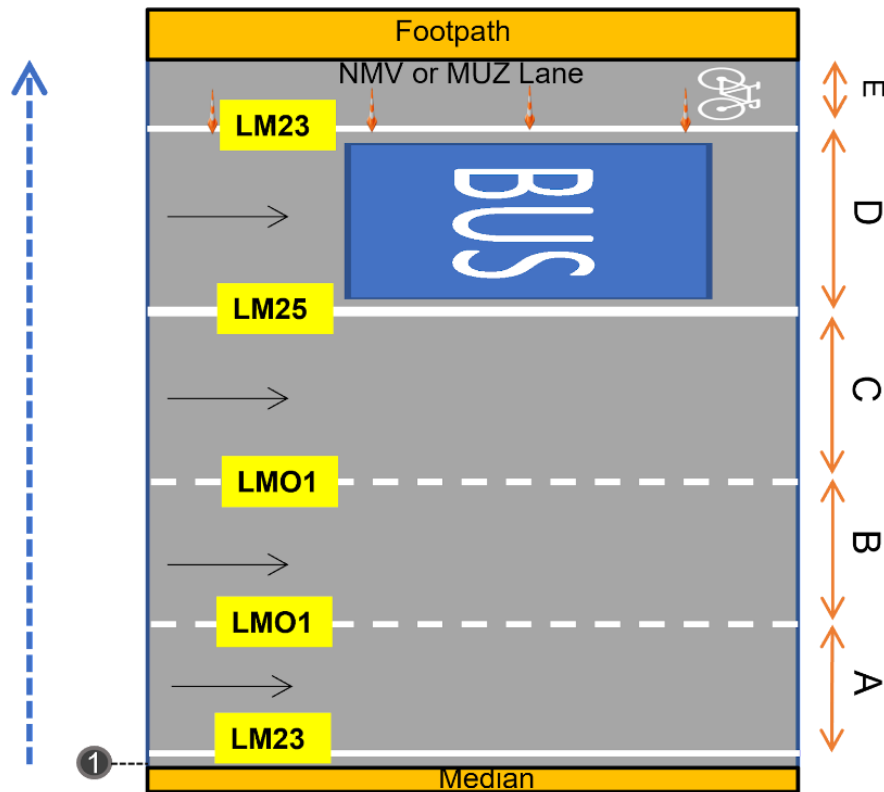 Footpath
NMV or MUZ Lane
E
LM23
BUS
D
LM25
C
LMO1
B
LMO1
A
LM23
1
Median